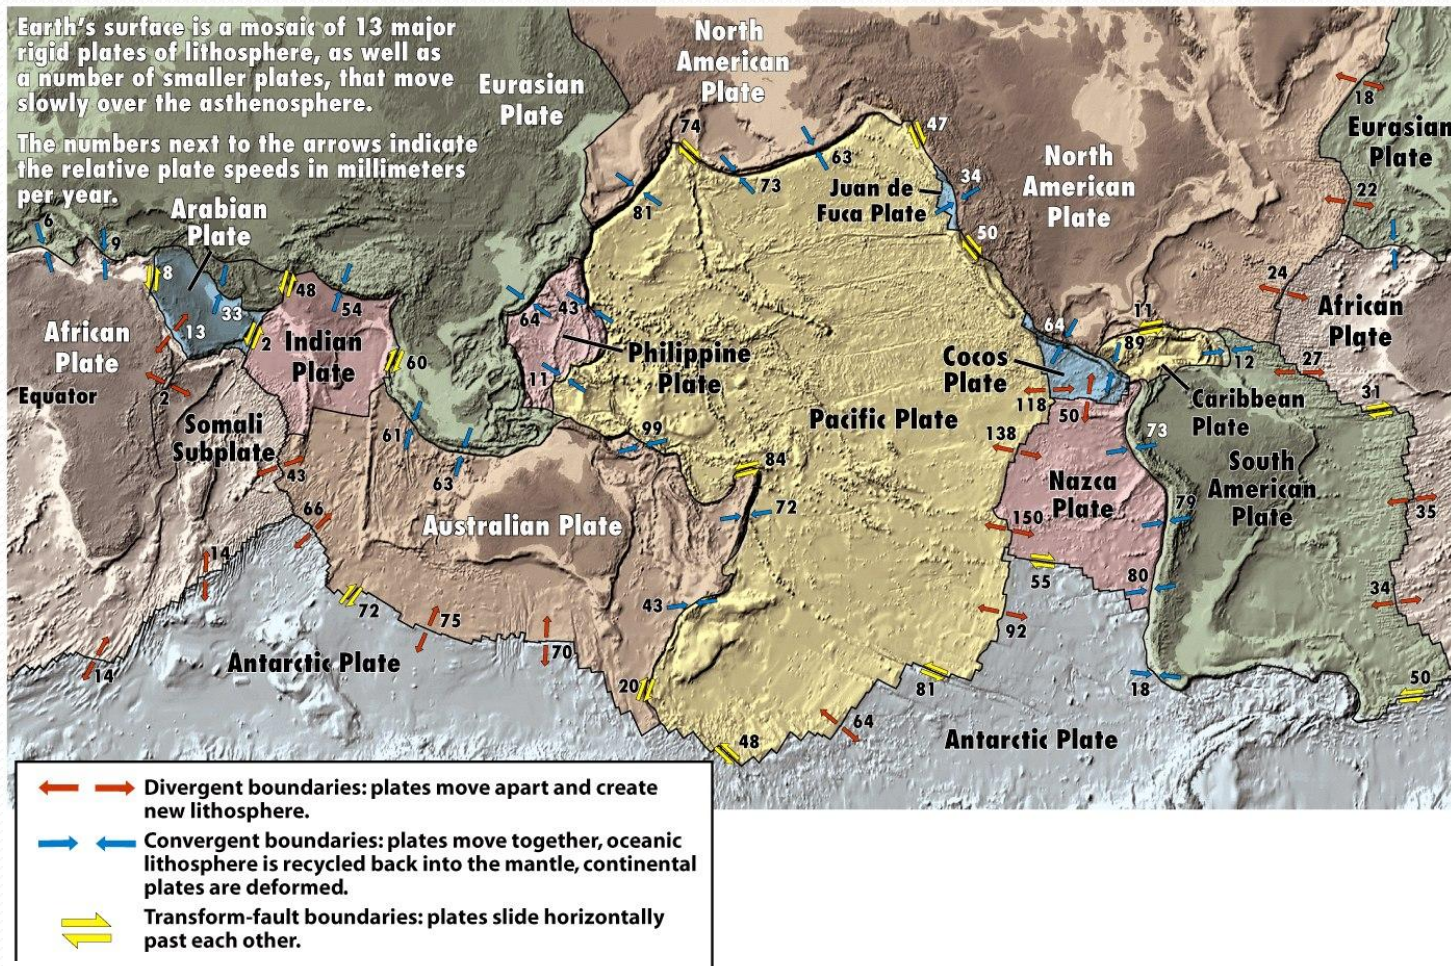 Earth's surface is a mosaic of 13 major
rigid plates of lithosphere, as well as
a number of smaller plates, that move
slowly over the asthenosphere.
The numbers next to the arrows indicate
the relative plate speeds in millimeters
per year.
North
American
Plate
Eurasian
Plate
74
47
18
Eurasian
Plate
63
73
81
Juan de
Fuca Plate
34
North
American
Plate
22
Arabian
Plate
6
9
8
48
54
33
13
50
24
African
Plate
Indian
Plate
2
60
64
43
Philippine
Plate
11
64
11
89
12
27
African
Plate
Equator
2
Somali
Subplate
Cocos
Plate
118
50
Caribbean
Plate
31
Pacific Plate
61
63
99
84
138
73
South
American
Plate
43
66
Australian Plate
72
Nazca
Plate
150
79
35
14
72
75
70
43
55
80
34
92
14
Antarctic Plate
20
81
18
50
48
64
Antarctic Plate
Divergent boundaries: plates move apart and create
new lithosphere.
Convergent boundaries: plates move together, oceanic
lithosphere is recycled back into the mantle, continental
plates are deformed.
Transform-fault boundaries: plates slide horizontally
past each other.